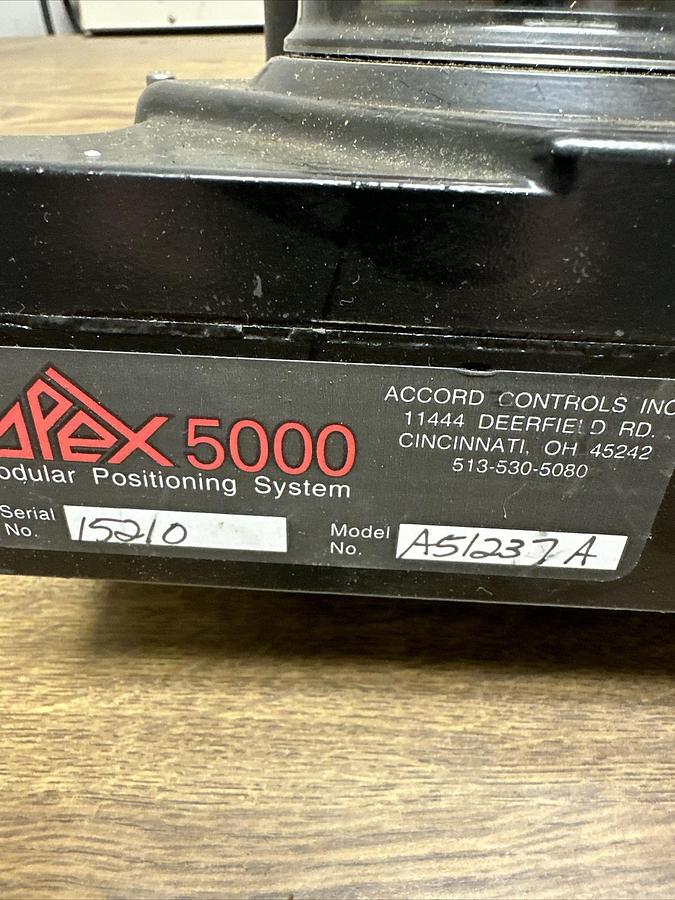 apex 5000
odular Positioning System
Serial No. 15210
Model No. A51237A
ACCORD CONTROLS INC
11444 DEERFIELD RD.
CINCINNATI, OH 45242
513-530-5080